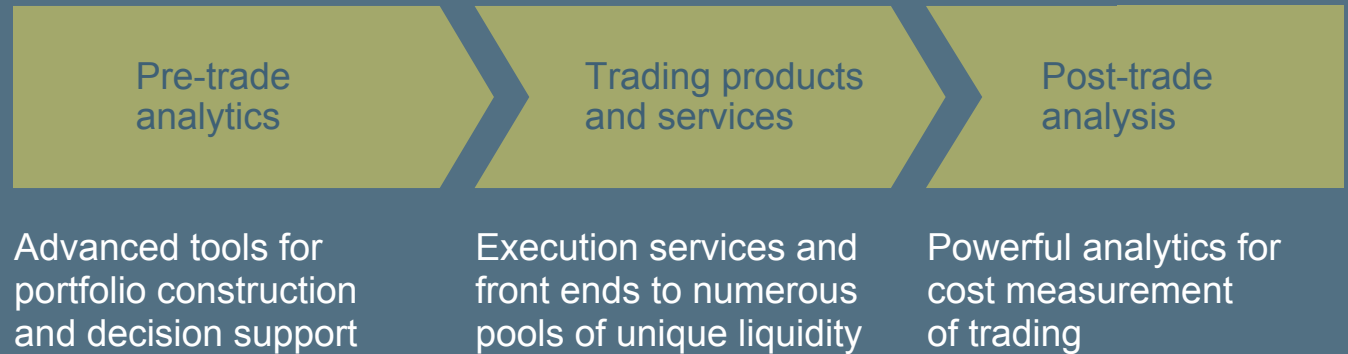 Pre-trade
analytics
Trading products
and services
Post-trade
analysis
Advanced tools for
portfolio construction
and decision support
Execution services and
front ends to numerous
pools of unique liquidity
Powerful analytics for
cost measurement
of trading